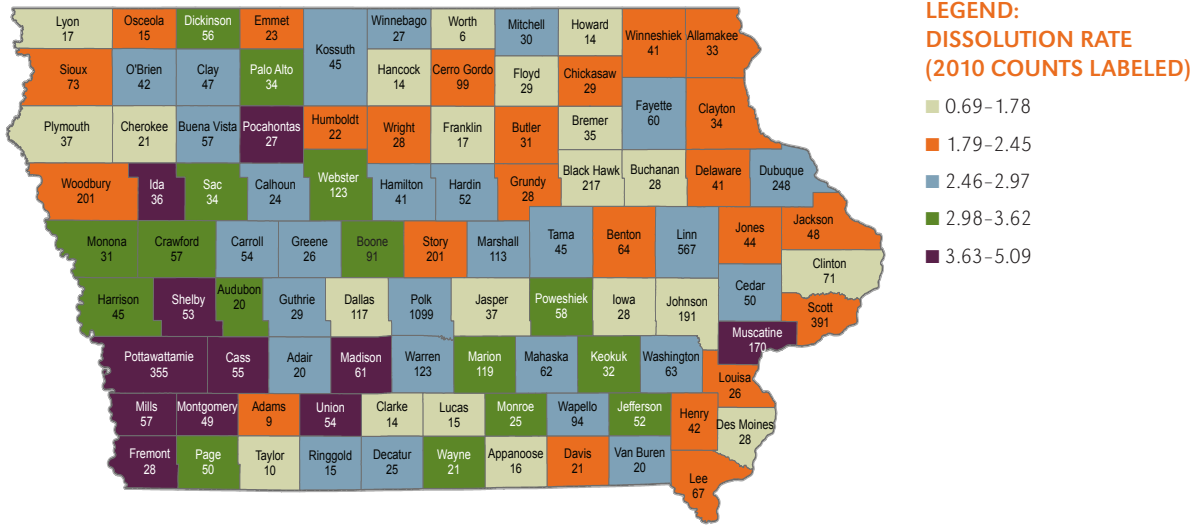 Lyon
17
Osceola
15
Dickinson
56
Emmet
23
Kossuth
45
Winnebago
27
Worth
6
Mitchell
30
Howard
14
Winneshiek
41
Allamakee
33
Sioux
73
O'Brien
42
Clay
47
Palo Alto
34
Hancock
14
Cerro Gordo
99
Floyd
29
Chickasaw
29
Fayette
60
Clayton
34
Plymouth
37
Cherokee
21
Buena Vista
57
Pocahontas
27
Humboldt
22
Wright
28
Franklin
17
Butler
31
Bremer
35
Woodbury
201
Ida
36
Sac
34
Calhoun
24
Webster
123
Hamilton
41
Hardin
52
Grundy
28
Black Hawk
217
Buchanan
28
Delaware
41
Dubuque
248
Monona
31
Crawford
57
Carroll
54
Greene
26
Boone
91
Story
201
Marshall
113
Tama
45
Benton
64
Linn
567
Jones
44
Jackson
48
Clinton
71
Harrison
45
Shelby
53
Audubon
20
Guthrie
29
Dallas
117
Polk
1099
Jasper
37
Poweshiek
58
Iowa
28
Johnson
191
Cedar
50
Scott
391
Muscatine
170
Pottawattamie
355
Cass
55
Adair
20
Madison
61
Warren
123
Marion
119
Mahaska
62
Keokuk
32
Washington
63
Louisa
26
Mills
57
Montgomery
49
Adams
9
Union
54
Clarke
14
Lucas
15
Monroe
25
Wapello
94
Jefferson
52
Henry
42
Des Moines
28
Fremont
28
Page
50
Taylor
10
Ringgold
15
Decatur
25
Wayne
21
Appanoose
16
Davis
21
Van Buren
20
Lee
67
LEGEND:
DISSOLUTION RATE
(2010 COUNTS LABELED)
0.69–1.78
1.79–2.45
2.46–2.97
2.98–3.62
3.63–5.09